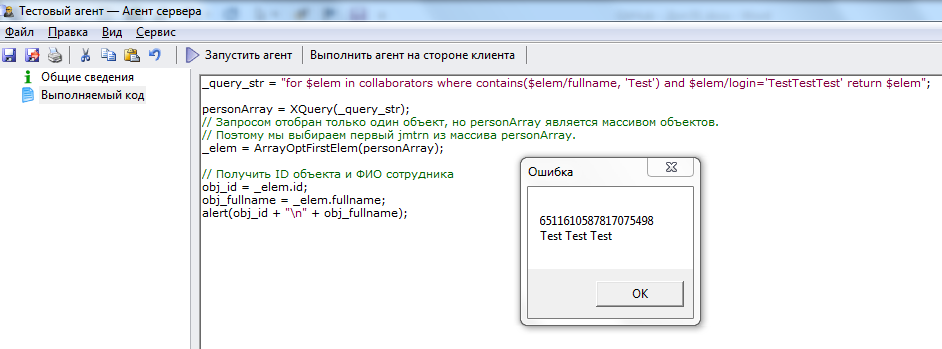 Тестовый агент — Агент сервера
Файл Правка Вид Сервис
Запустить агент Выполнить агент на стороне клиента
Общие сведения
Выполняемый код
_query_str = "for $elem in collaborators where contains($elem/fullname, 'Test') and $elem/login='TestTestTest' return $elem";
personArray = XQuery(_query_str);
// Запросом отобран только один объект, но personArray является массивом объектов.
// Поэтому мы выбираем первый jmtrn из массива personArray.
_elem = ArrayOptFirstElem(personArray);
// Получить ID объекта и ФИО сотрудника
obj_id = _elem.id;
obj_fullname = _elem.fullname;
alert(obj_id + "\n" + obj_fullname);
Ошибка
6511610587817075498
Test Test Test
OK